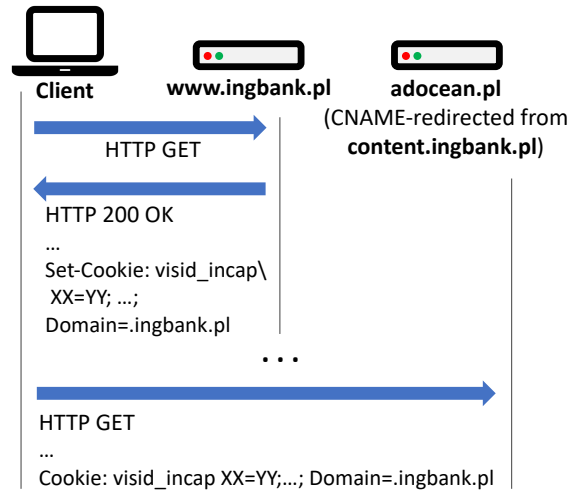 Client
www.ingbank.pl
adocean.pl
(CNAME-redirected from
content.ingbank.pl)
HTTP GET
HTTP 200 OK
...
Set-Cookie: visid_incap\
XX=YY; ...;
Domain=.ingbank.pl
...
HTTP GET
...
Cookie: visid_incap XX=YY;...; Domain=.ingbank.pl